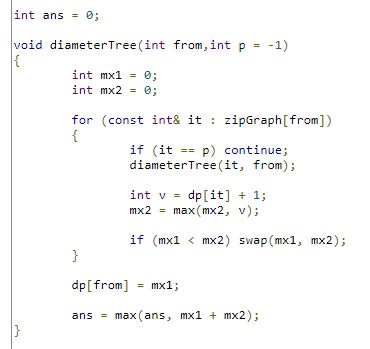 int ans = 0;
void diameterTree(int from,int p = -1)
{
int mx1 = 0;
int mx2 = 0;
for (const int& it : zipGraph[from])
{
if (it == p) continue;
diameterTree(it, from);
int v = dp[it] + 1;
mx2 = max(mx2, v);
if (mx1 < mx2) swap(mx1, mx2);
}
dp[from] = mx1;
ans = max(ans, mx1 + mx2);
}